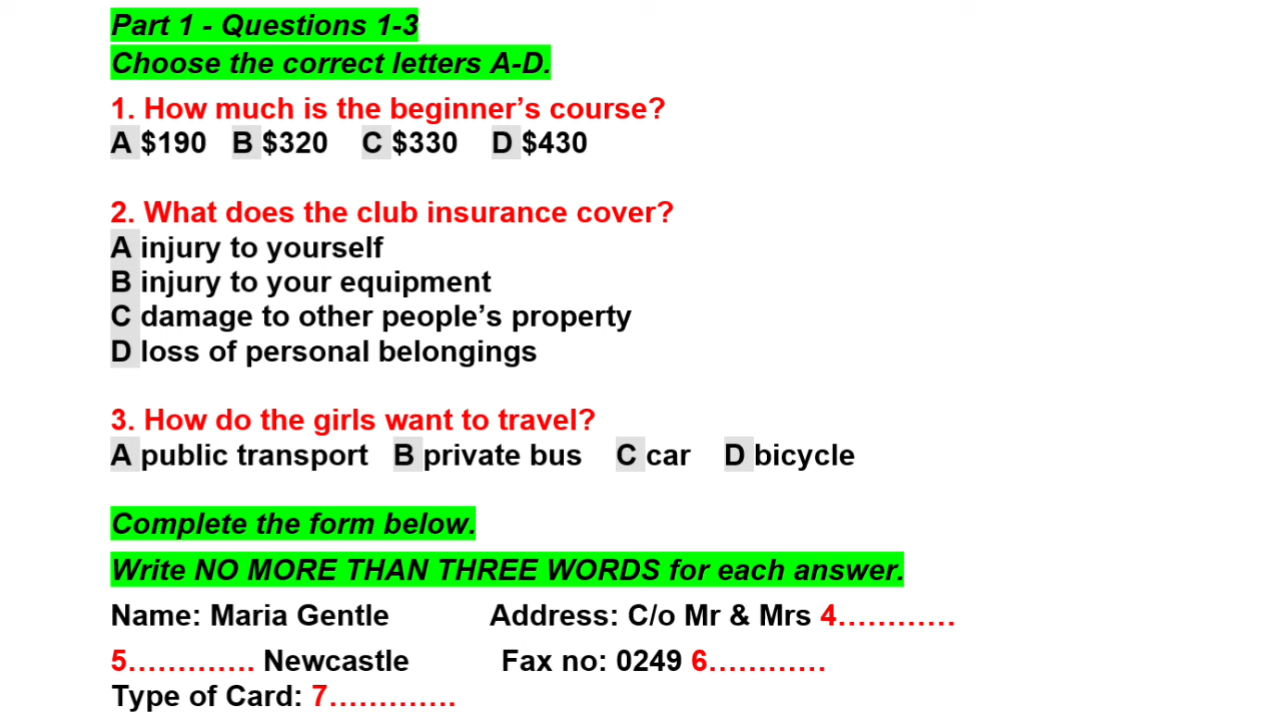 Part 1 - Questions 1-3
Choose the correct letters A-D.
1. How much is the beginner’s course?
A $190 B $320 C $330 D $430
2. What does the club insurance cover?
A injury to yourself
B injury to your equipment
C damage to other people’s property
D loss of personal belongings
3. How do the girls want to travel?
A public transport B private bus C car D bicycle
Complete the form below.
Write NO MORE THAN THREE WORDS for each answer.
Name: Maria Gentle Address: C/o Mr & Mrs 4…………
5…………. Newcastle Fax no: 0249 6…………
Type of Card: 7………….